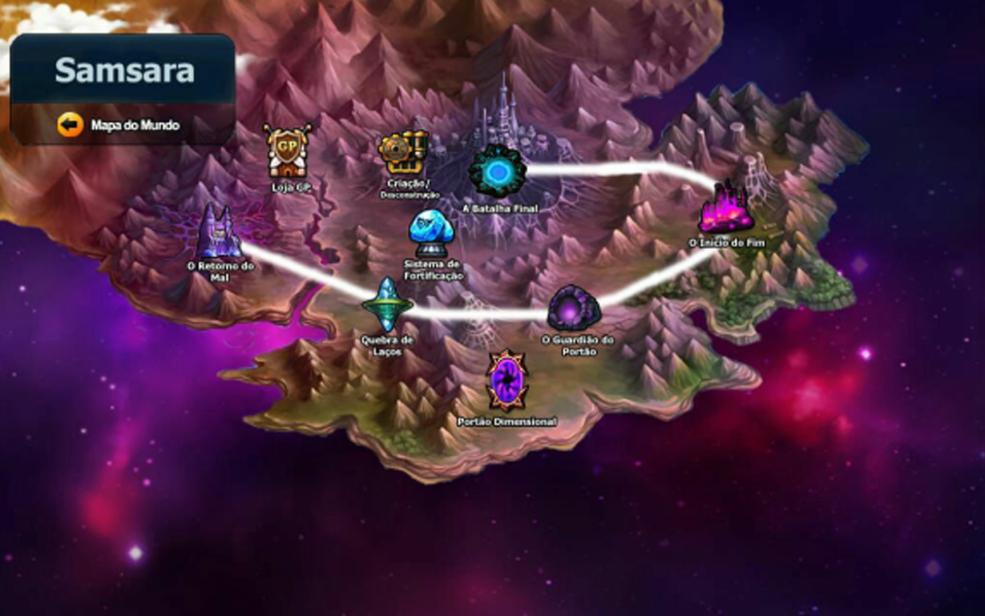 Samsara
Mapa do Mundo
GP
Loja GP
Criação/
Desconstrução
A Batalha Final
O Retorno do
Mal
Sistema de
Fortificação
O Início do Fim
Quebra de
Laços
O Guardião do
Portão
Portão Dimensional